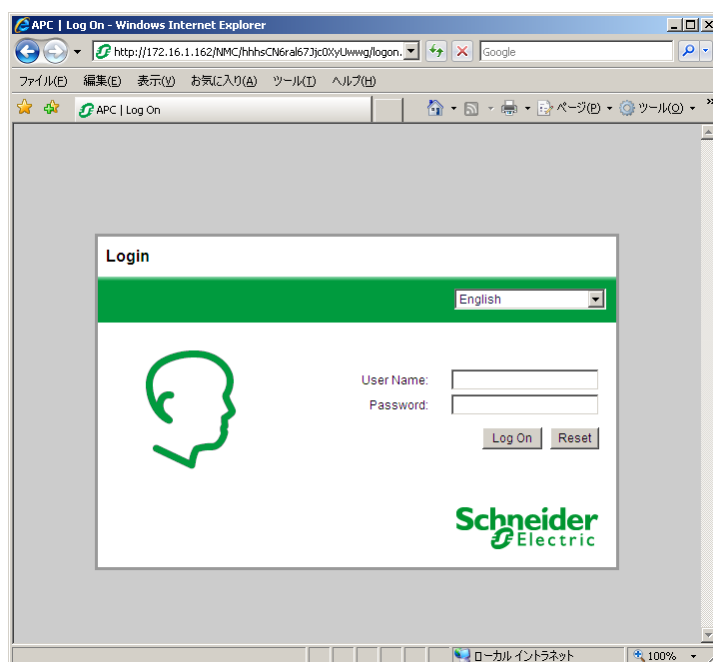 APC | Log On - Windows Internet Explorer
http://172.16.1.162/NMC/hhhsCN6ral67Jjc0XyUwwg/logon.
Google
ファイル(F) 編集(E) 表示(V) お気に入り(A) ツール(T) ヘルプ(H)
APC | Log On
ページ(P) ツール(O) »
Login
English
User Name:
Password:
Log On Reset
Schneider
Electric
ローカル イントラネット 100%